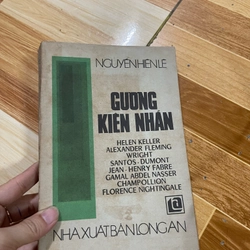 NGUYỄN HIẾN LÊ
GƯƠNG
KIÊN NHẪN
HELEN KELLER
ALEXANDER FLEMING
WRIGHT
SANTOS - DUMONT
JEAN - HENRY FABRE
GAMAL ABDEL NASSER
CHAMPOLLION
FLORENCE NIGHTINGALE
NHÀ XUẤT BẢN LONG AN